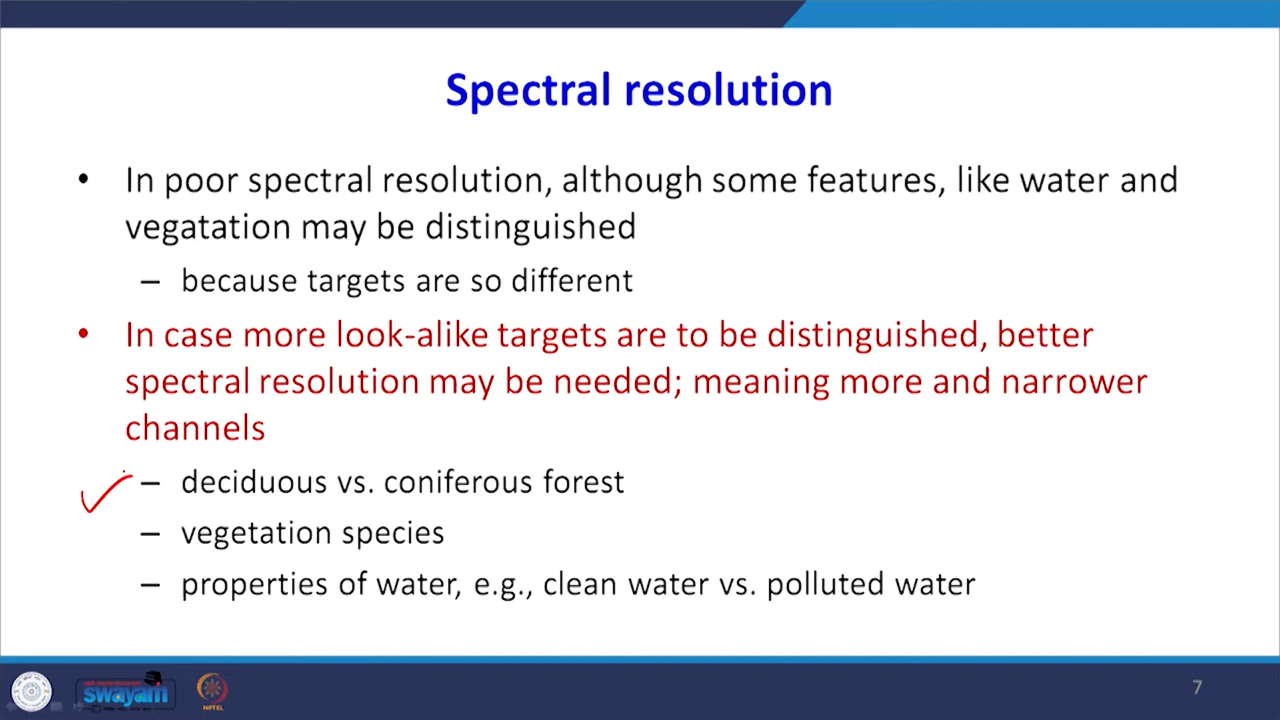 Spectral resolution
• In poor spectral resolution, although some features, like water and
vegatation may be distinguished
– because targets are so different
• In case more look-alike targets are to be distinguished, better
spectral resolution may be needed; meaning more and narrower
channels
– deciduous vs. coniferous forest
– vegetation species
– properties of water, e.g., clean water vs. polluted water
swayam
NPTEL
7